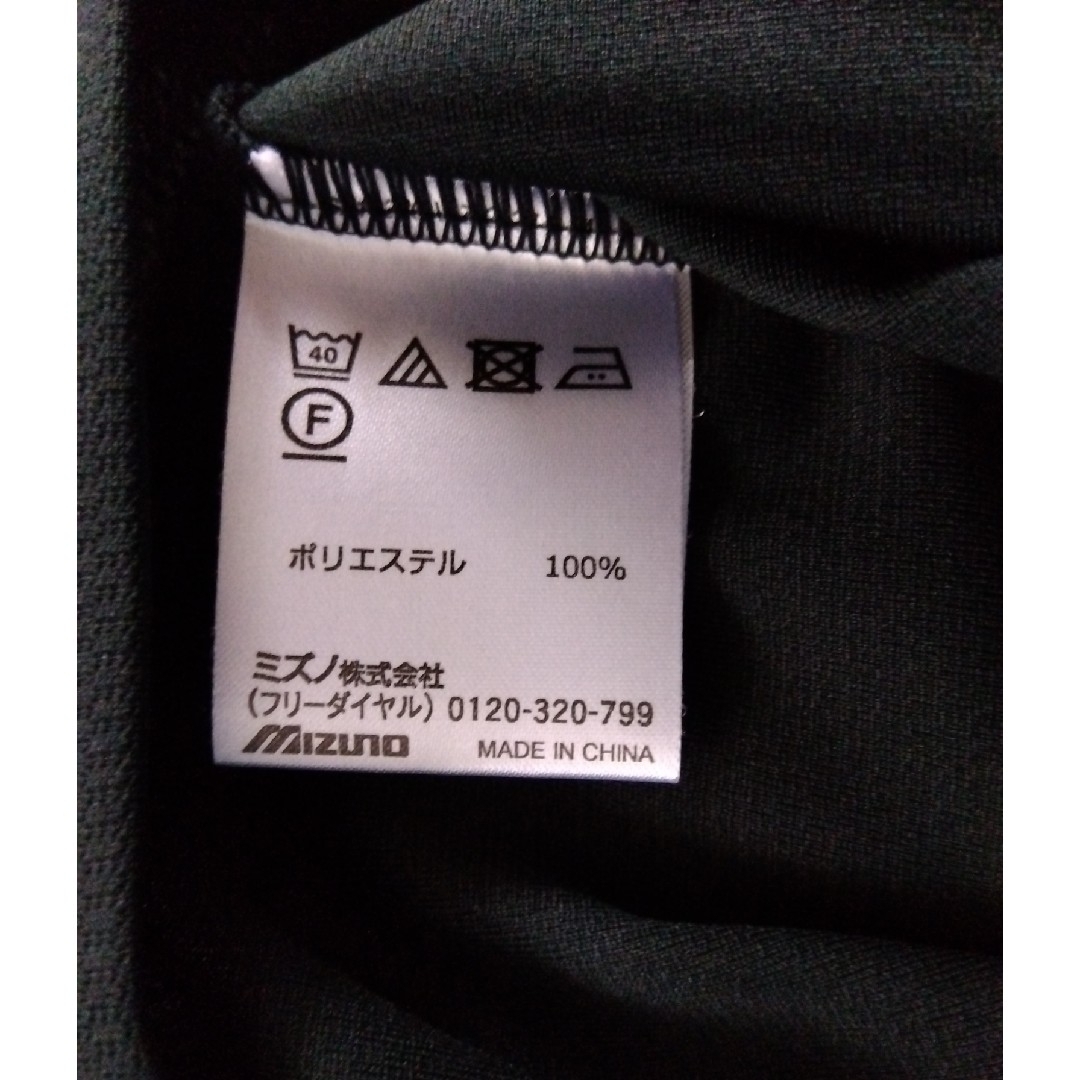 40
F
ポリエステル 100%
ミズノ株式会社
(フリーダイヤル) 0120-320-799
MIZUNO MADE IN CHINA